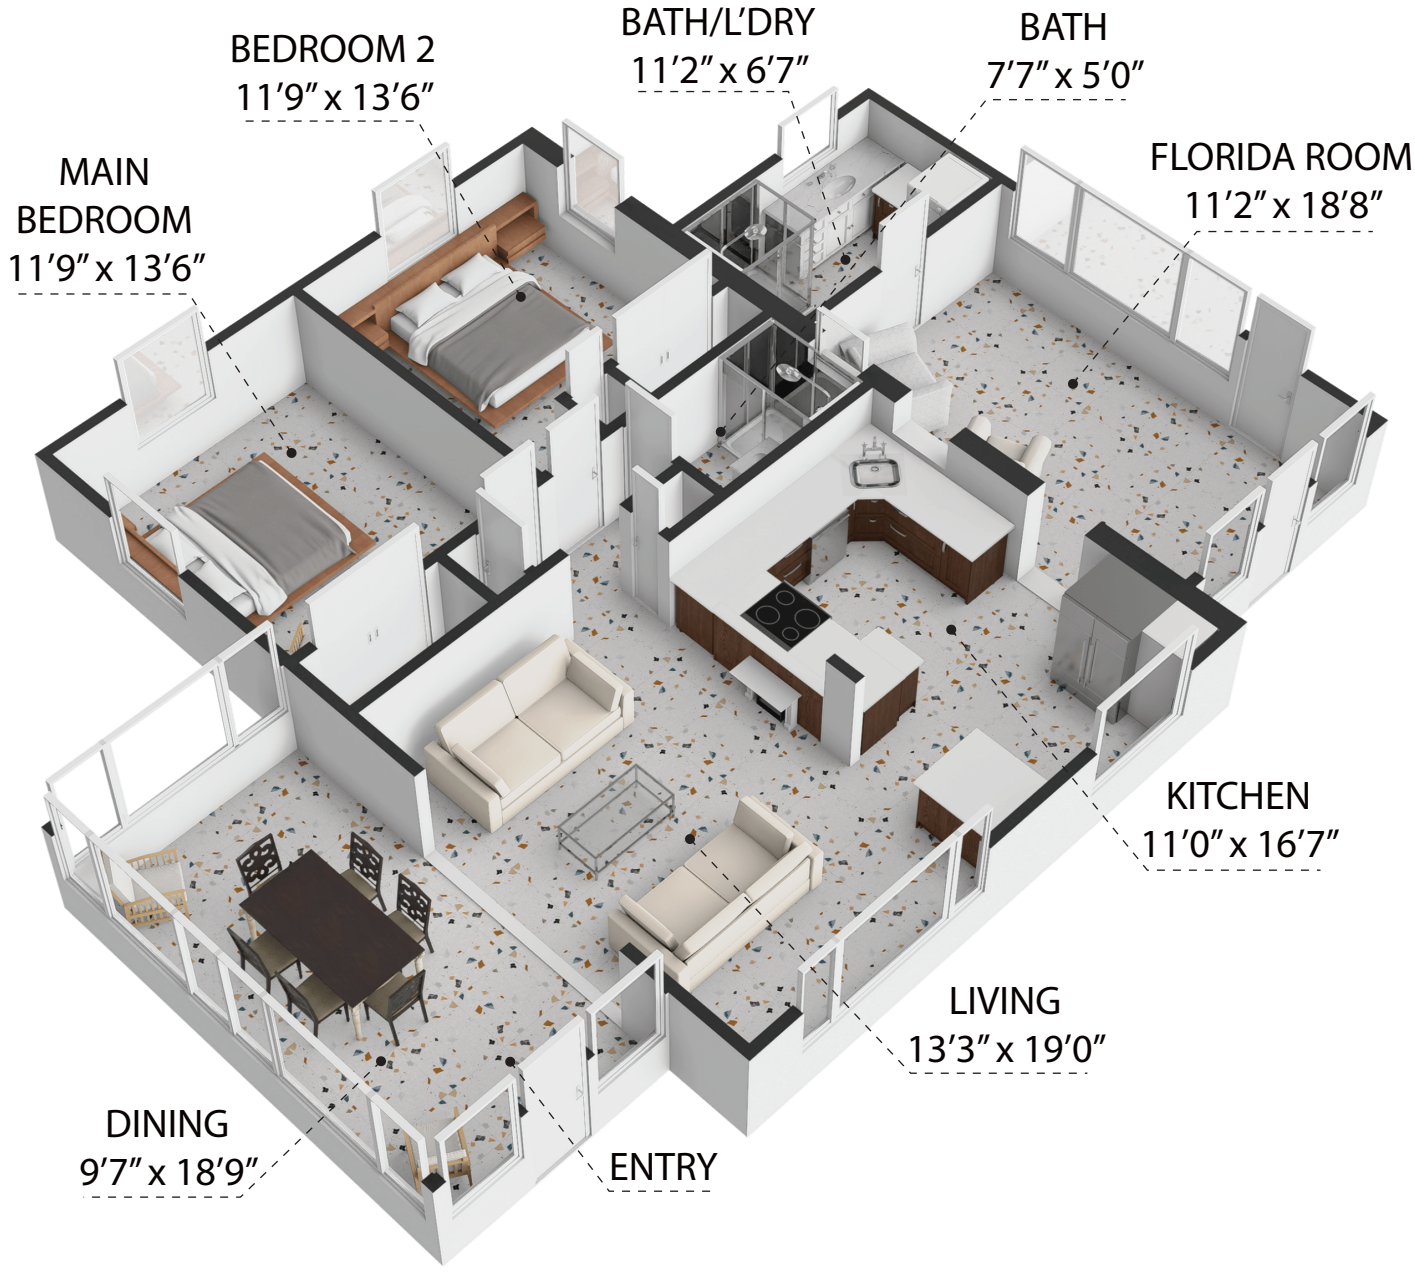 BEDROOM 2
11’9” x 13’6”
BATH/L’DRY
11’2” x 6’7”
BATH
7’7” x 5’0”
MAIN
BEDROOM
11’9” x 13’6”
FLORIDA ROOM
11’2” x 18’8”
KITCHEN
11’0” x 16’7”
LIVING
13’3” x 19’0”
DINING
9’7” x 18’9”
ENTRY